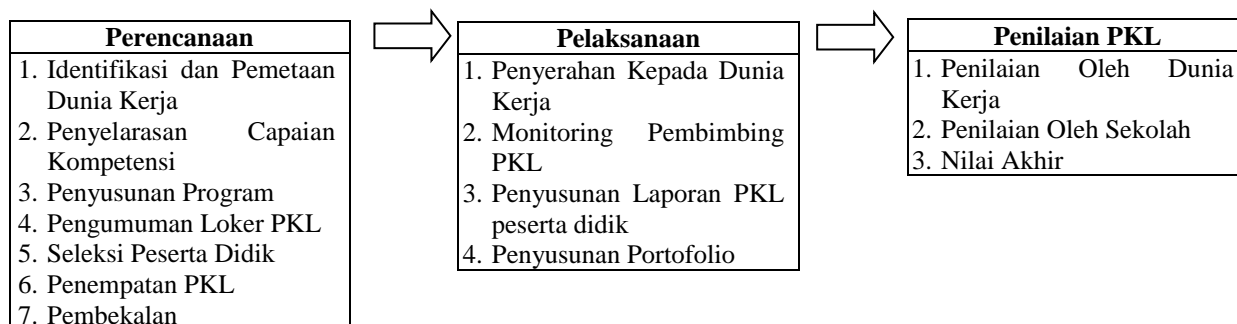 Perencanaan
1. Identifikasi dan Pemetaan
Dunia Kerja
2. Penyelarasan Capaian
Kompetensi
3. Penyusunan Program
4. Pengumuman Loker PKL
5. Seleksi Peserta Didik
6. Penempatan PKL
7. Pembekalan
Pelaksanaan
1. Penyerahan Kepada Dunia
Kerja
2. Monitoring Pembimbing
PKL
3. Penyusunan Laporan PKL
peserta didik
4. Penyusunan Portofolio
Penilaian PKL
1. Penilaian Oleh Dunia
Kerja
2. Penilaian Oleh Sekolah
3. Nilai Akhir